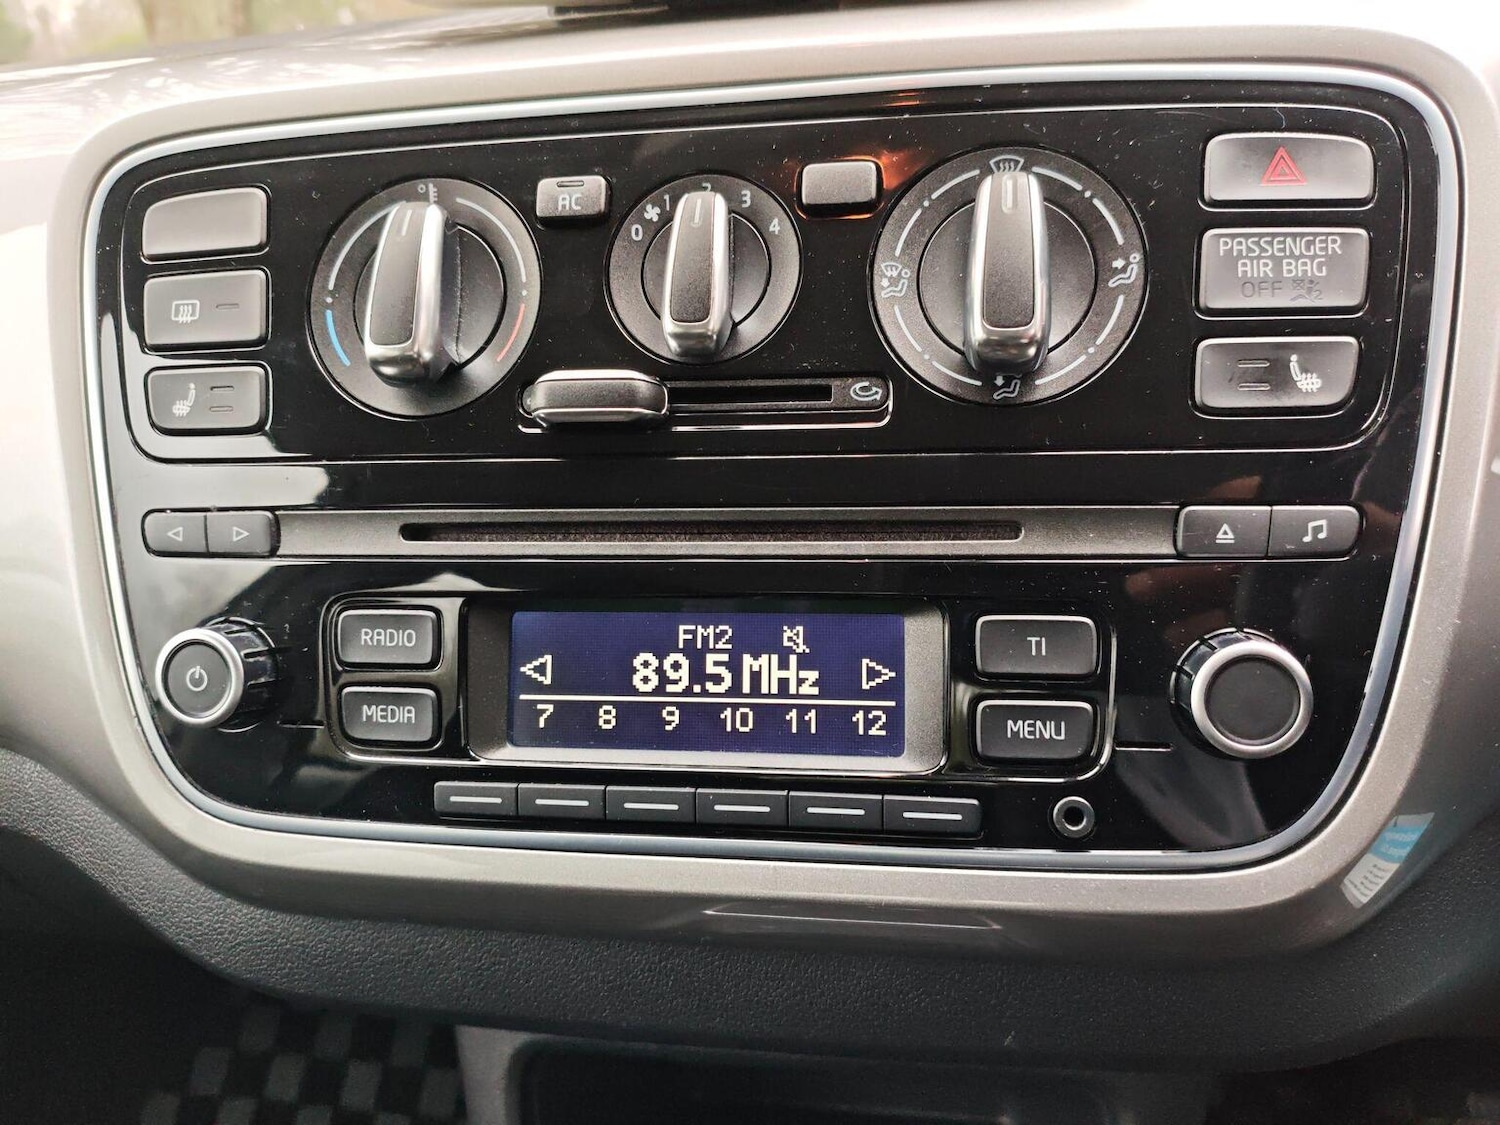 AC
0 1 2 3 4
PASSENGER
AIR BAG
OFF
2
RADIO
MEDIA
FM2
89.5 MHz
7 8 9 10 11 12
TI
MENU